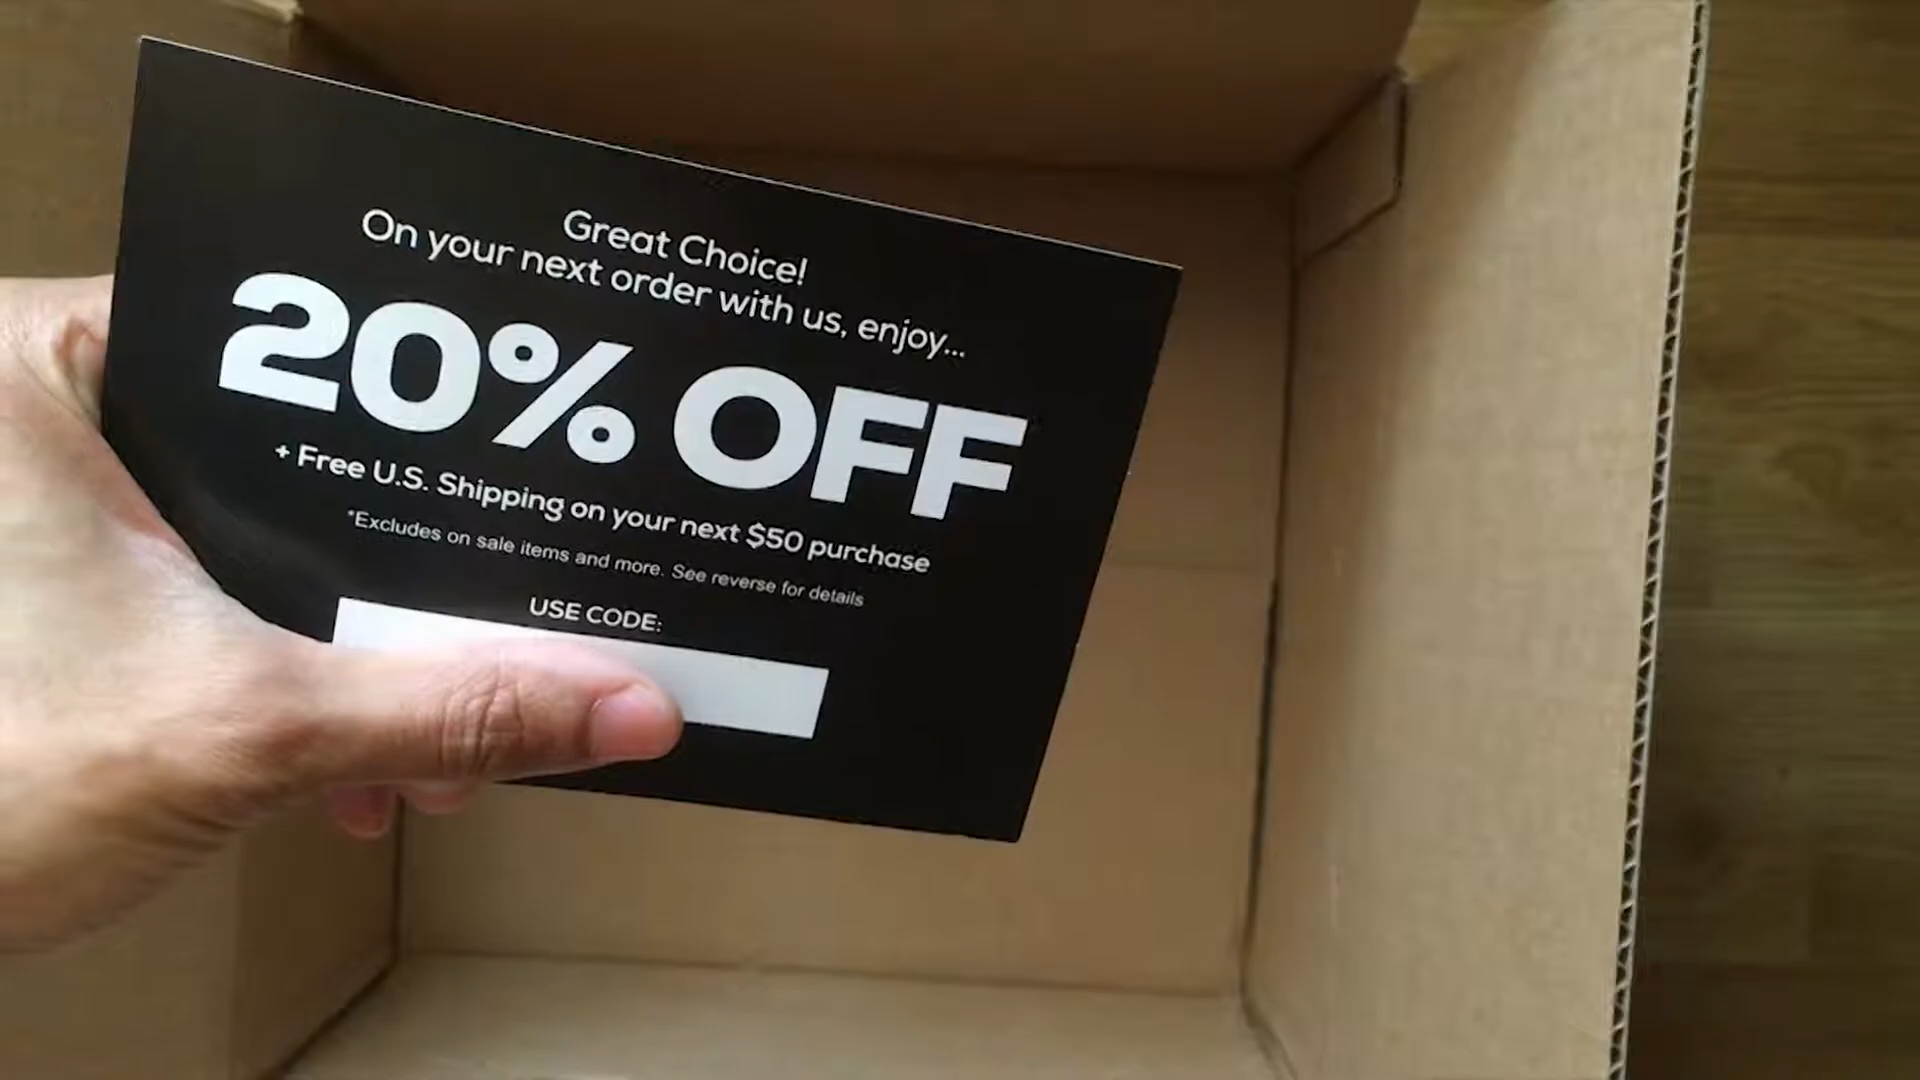 Great Choice!
On your next order with us, enjoy...
20% OFF
+ Free U.S. Shipping on your next $50 purchase
*Excludes on sale items and more. See reverse for details
USE CODE: